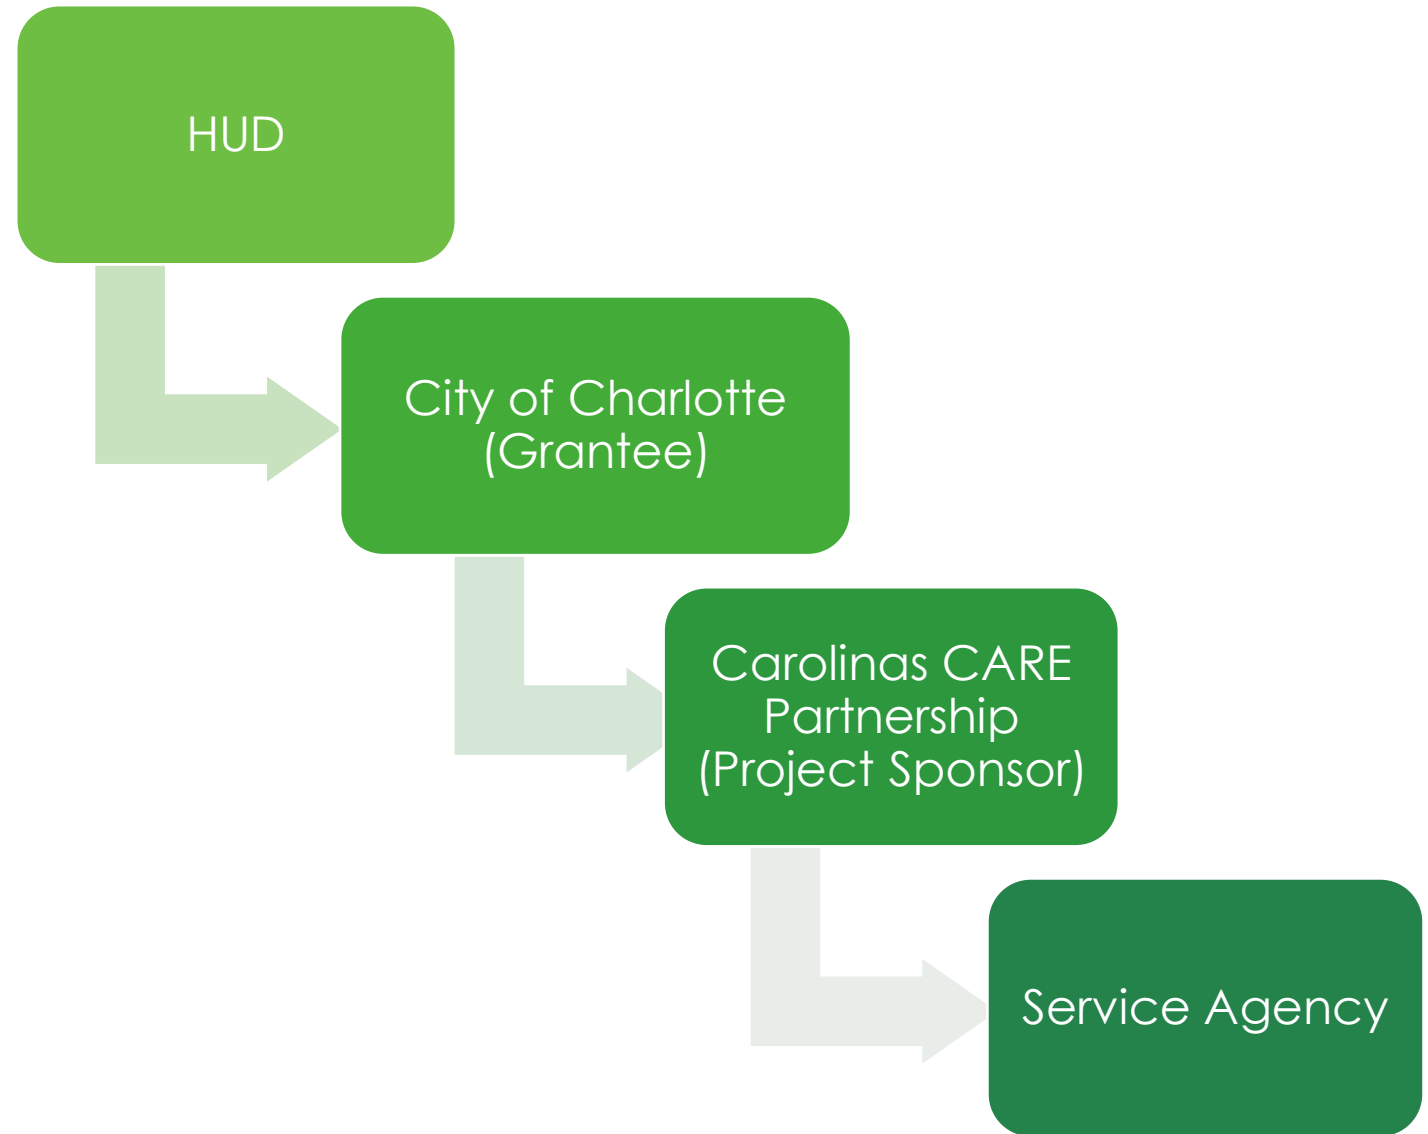 HUD
City of Charlotte
(Grantee)
Carolinas CARE
Partnership
(Project Sponsor)
Service Agency